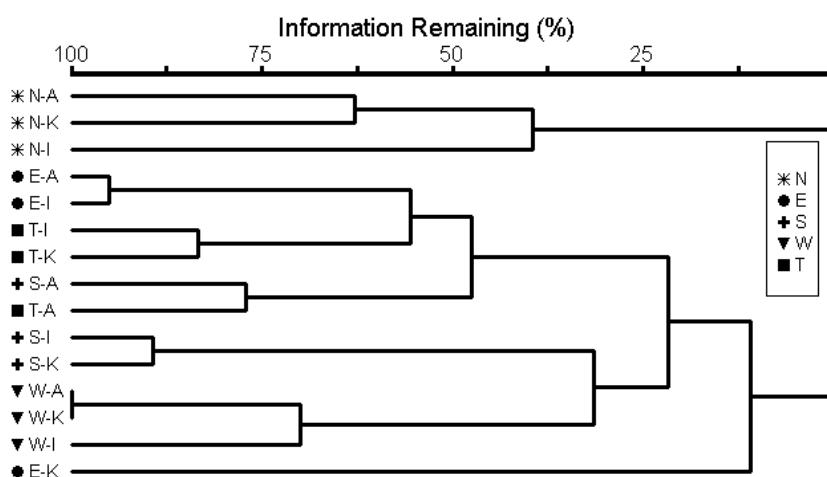 Information Remaining (%)
100 75 50 25
N-A
N-K
N-I
E-A
E-I
T-I
T-K
S-A
T-A
S-I
S-K
W-A
W-K
W-I
E-K
N
E
S
W
T